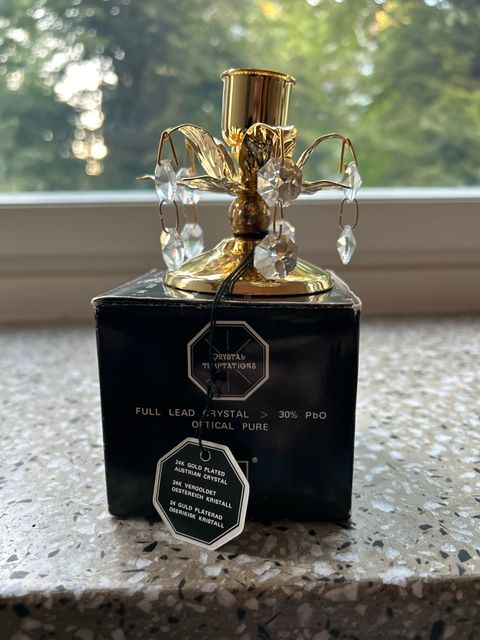 CRYSTAL
TEMPTATIONS
FULL LEAD CRYSTAL > 30% PbO
OPTICAL PURE
®
24K GOLD PLATED
AUSTRIAN CRYSTAL
24K VERGOLDET
OESTEREICH KRISTALL
24 GULD PLÄTERAD
ÖSERIKISK KRISTALL